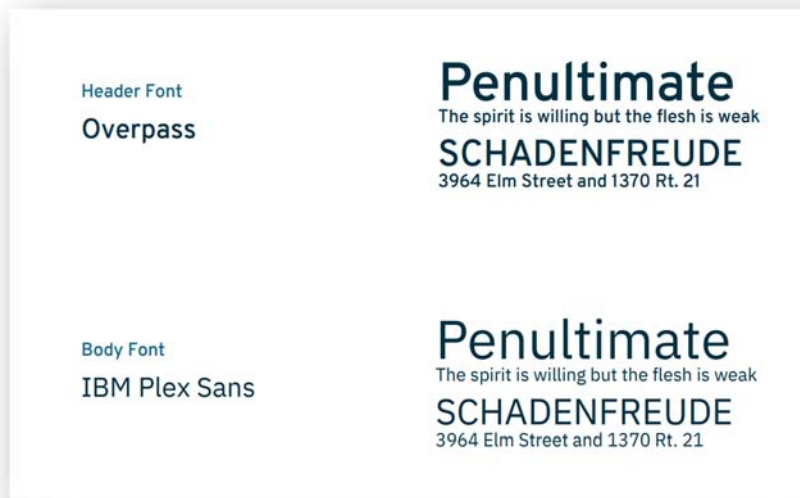 Header Font
Overpass
Penultimate
The spirit is willing but the flesh is weak
SCHADENFREUDE
3964 Elm Street and 1370 Rt. 21
Body Font
IBM Plex Sans
Penultimate
The spirit is willing but the flesh is weak
SCHADENFREUDE
3964 Elm Street and 1370 Rt. 21